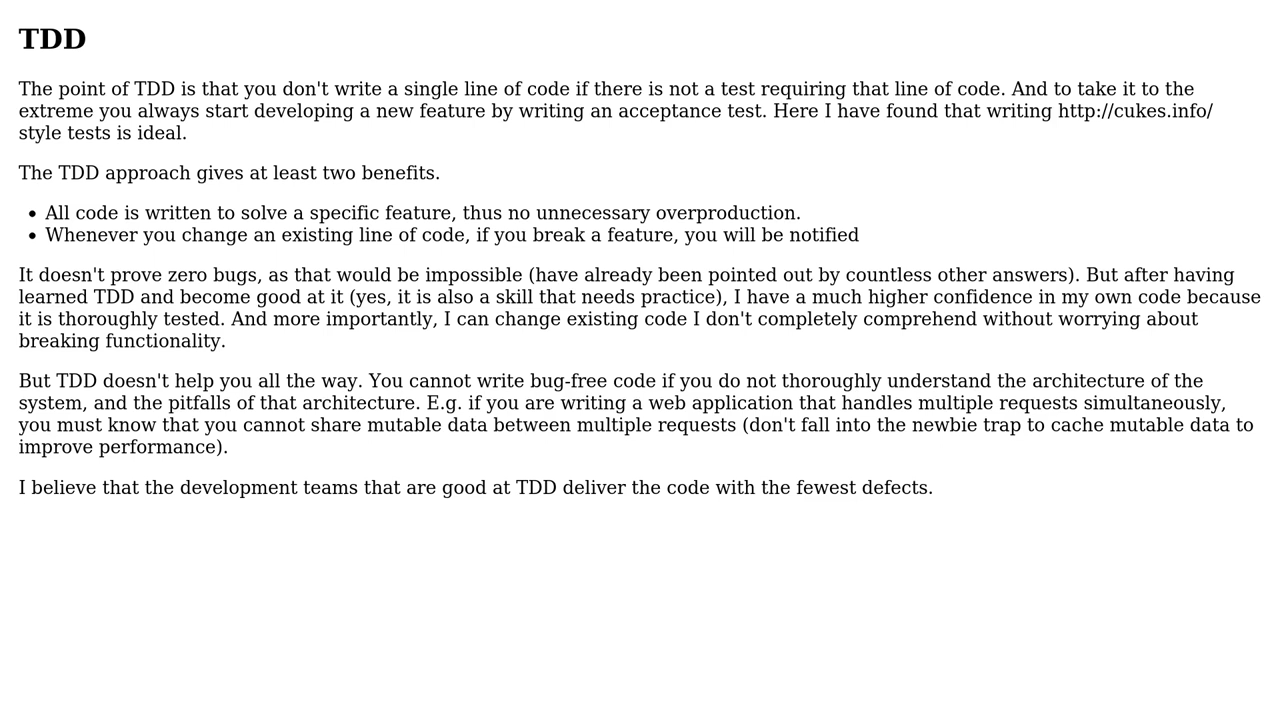 TDD
The point of TDD is that you don't write a single line of code if there is not a test requiring that line of code. And to take it to the
extreme you always start developing a new feature by writing an acceptance test. Here I have found that writing http://cukes.info/
style tests is ideal.
The TDD approach gives at least two benefits.
• All code is written to solve a specific feature, thus no unnecessary overproduction.
• Whenever you change an existing line of code, if you break a feature, you will be notified
It doesn't prove zero bugs, as that would be impossible (have already been pointed out by countless other answers). But after having
learned TDD and become good at it (yes, it is also a skill that needs practice), I have a much higher confidence in my own code because
it is thoroughly tested. And more importantly, I can change existing code I don't completely comprehend without worrying about
breaking functionality.
But TDD doesn't help you all the way. You cannot write bug-free code if you do not thoroughly understand the architecture of the
system, and the pitfalls of that architecture. E.g. if you are writing a web application that handles multiple requests simultaneously,
you must know that you cannot share mutable data between multiple requests (don't fall into the newbie trap to cache mutable data to
improve performance).
I believe that the development teams that are good at TDD deliver the code with the fewest defects.